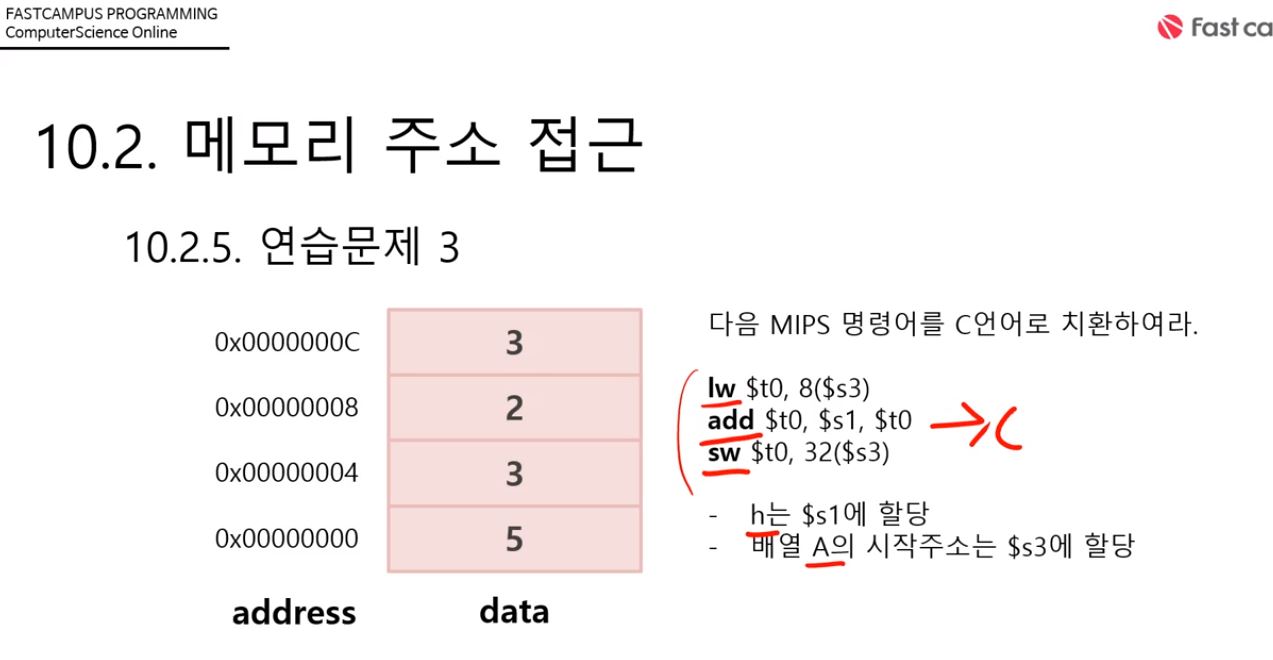 FASTCAMPUS PROGRAMMING
ComputerScience Online
Fast ca
10.2. 메모리 주소 접근
10.2.5. 연습문제 3
0x0000000C 3
0x00000008 2
0x00000004 3
0x00000000 5
address data
다음 MIPS 명령어를 C언어로 치환하여라.
lw $t0, 8($s3)
add $t0, $s1, $t0 → C
sw $t0, 32($s3)
- h는 $s1에 할당
- 배열 A의 시작주소는 $s3에 할당